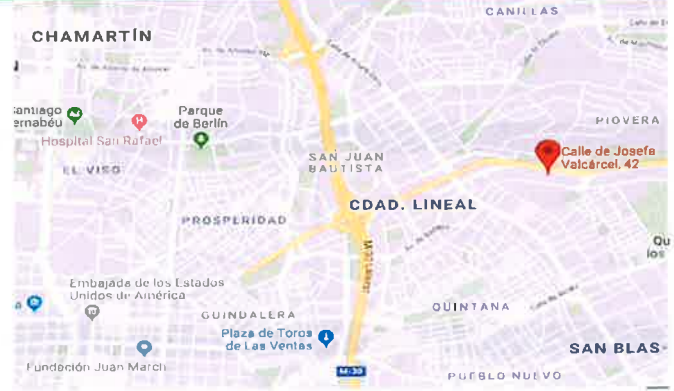 CANILLAS
CHAMARTÍN
Santiago
Bernabéu
Hospital San Rafael
Parque
de Berlín
PIOVERA
Calle de Josefa
Valcárcel, 42
EL VISO
SAN JUAN
BAUTISTA
CDAD. LINEAL
PROSPERIDAD
Embajada de los Estados
Unidos de América
GUINDALERA
QUINTANA
Plaza de Toros
de Las Ventas
SAN BLAS-
Fundación Juan March
M-30
PUEBLO NUEVO